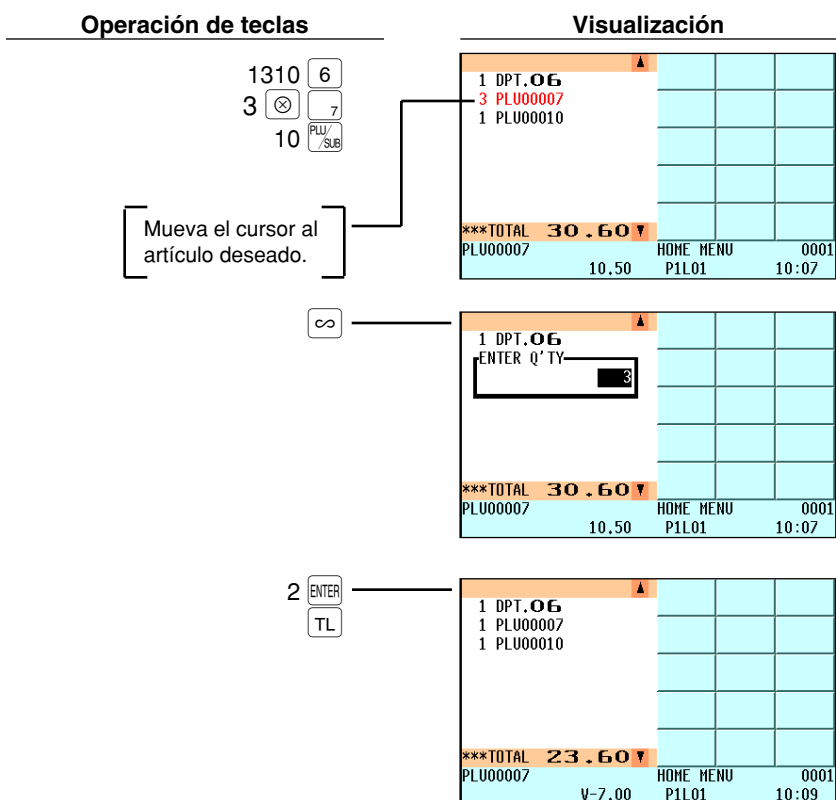 Operación de teclas
Visualización
1310 6
3 ⊗ 7
10 PLU/SUB
1 DPT.06
3 PLU00007
1 PLU00010
Mueva el cursor al
artículo deseado.
***TOTAL 30.60
PLU00007 HOME MENU 0001
10.50 P1L01 10:07
∞
1 DPT.06
ENTER Q'TY
3
***TOTAL 30.60
PLU00007 HOME MENU 0001
10.50 P1L01 10:07
2 ENTER
TL
1 DPT.06
1 PLU00007
1 PLU00010
***TOTAL 23.60
PLU00007 HOME MENU 0001
V-7.00 P1L01 10:09